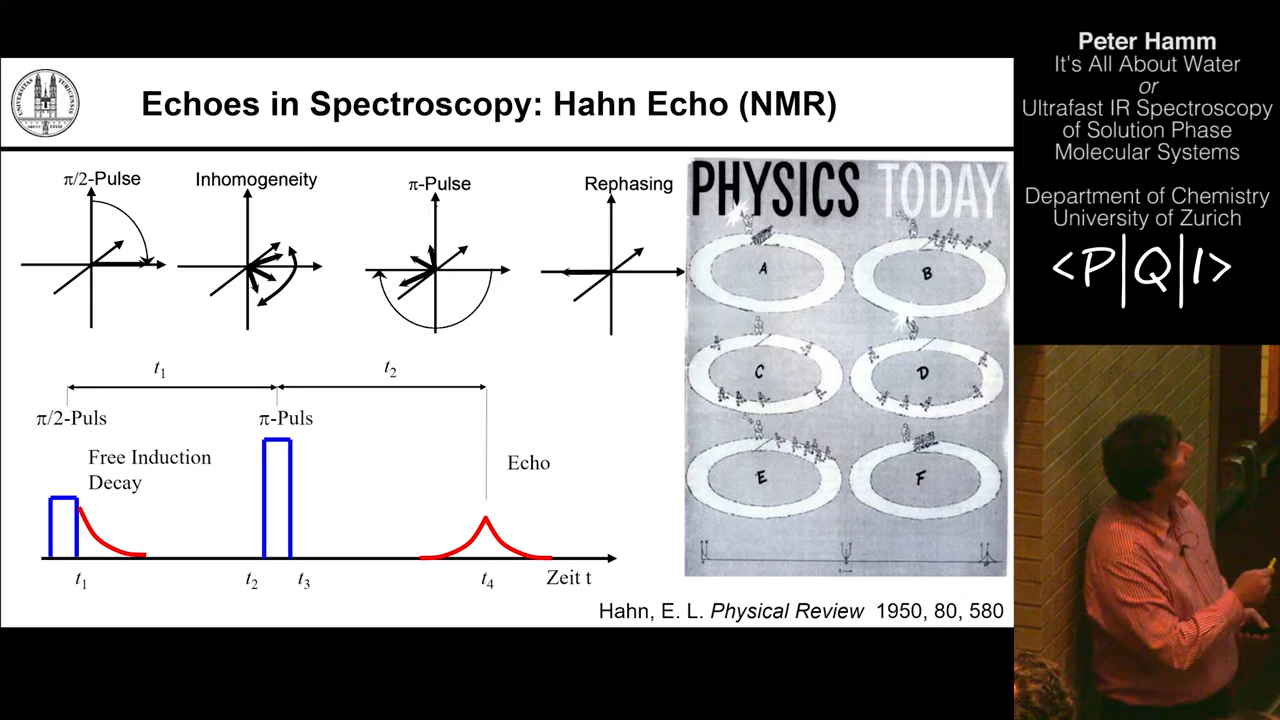 Echoes in Spectroscopy: Hahn Echo (NMR)
π/2-Pulse
Inhomogeneity
π-Pulse
Rephasing
t1
t2
π/2-Puls
π-Puls
Free Induction
Decay
Echo
t1
t2
t3
t4
Zeit t
PHYSICS TODAY
A
B
C
D
E
F
Hahn, E. L. Physical Review 1950, 80, 580
Peter Hamm
It's All About Water
or
Ultrafast IR Spectroscopy
of Solution Phase
Molecular Systems
Department of Chemistry
University of Zurich
<P|Q|I>